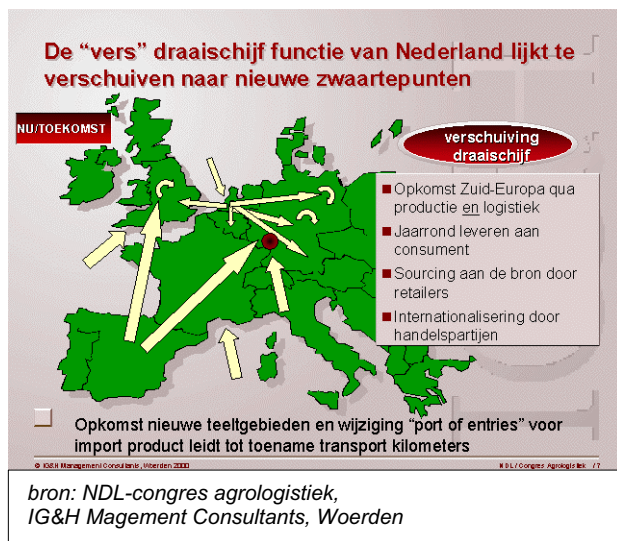 De “vers” draaischijf functie van Nederland lijkt te
verschuiven naar nieuwe zwaartepunten
NU/TOEKOMST
verschuiving
draaischijf
Opkomst Zuid-Europa qua
productie en logistiek
Jaarrond leveren aan
consument
Sourcing aan de bron door
retailers
Internationalisering door
handelspartijen
Opkomst nieuwe teeltgebieden en wijziging “port of entries” voor
import product leidt tot toename transport kilometers
© IG&H Management Consultants, Woerden 2000
NDL / Congres Agrologistiek / 7
bron: NDL-congres agrologistiek,
IG&H Magement Consultants, Woerden